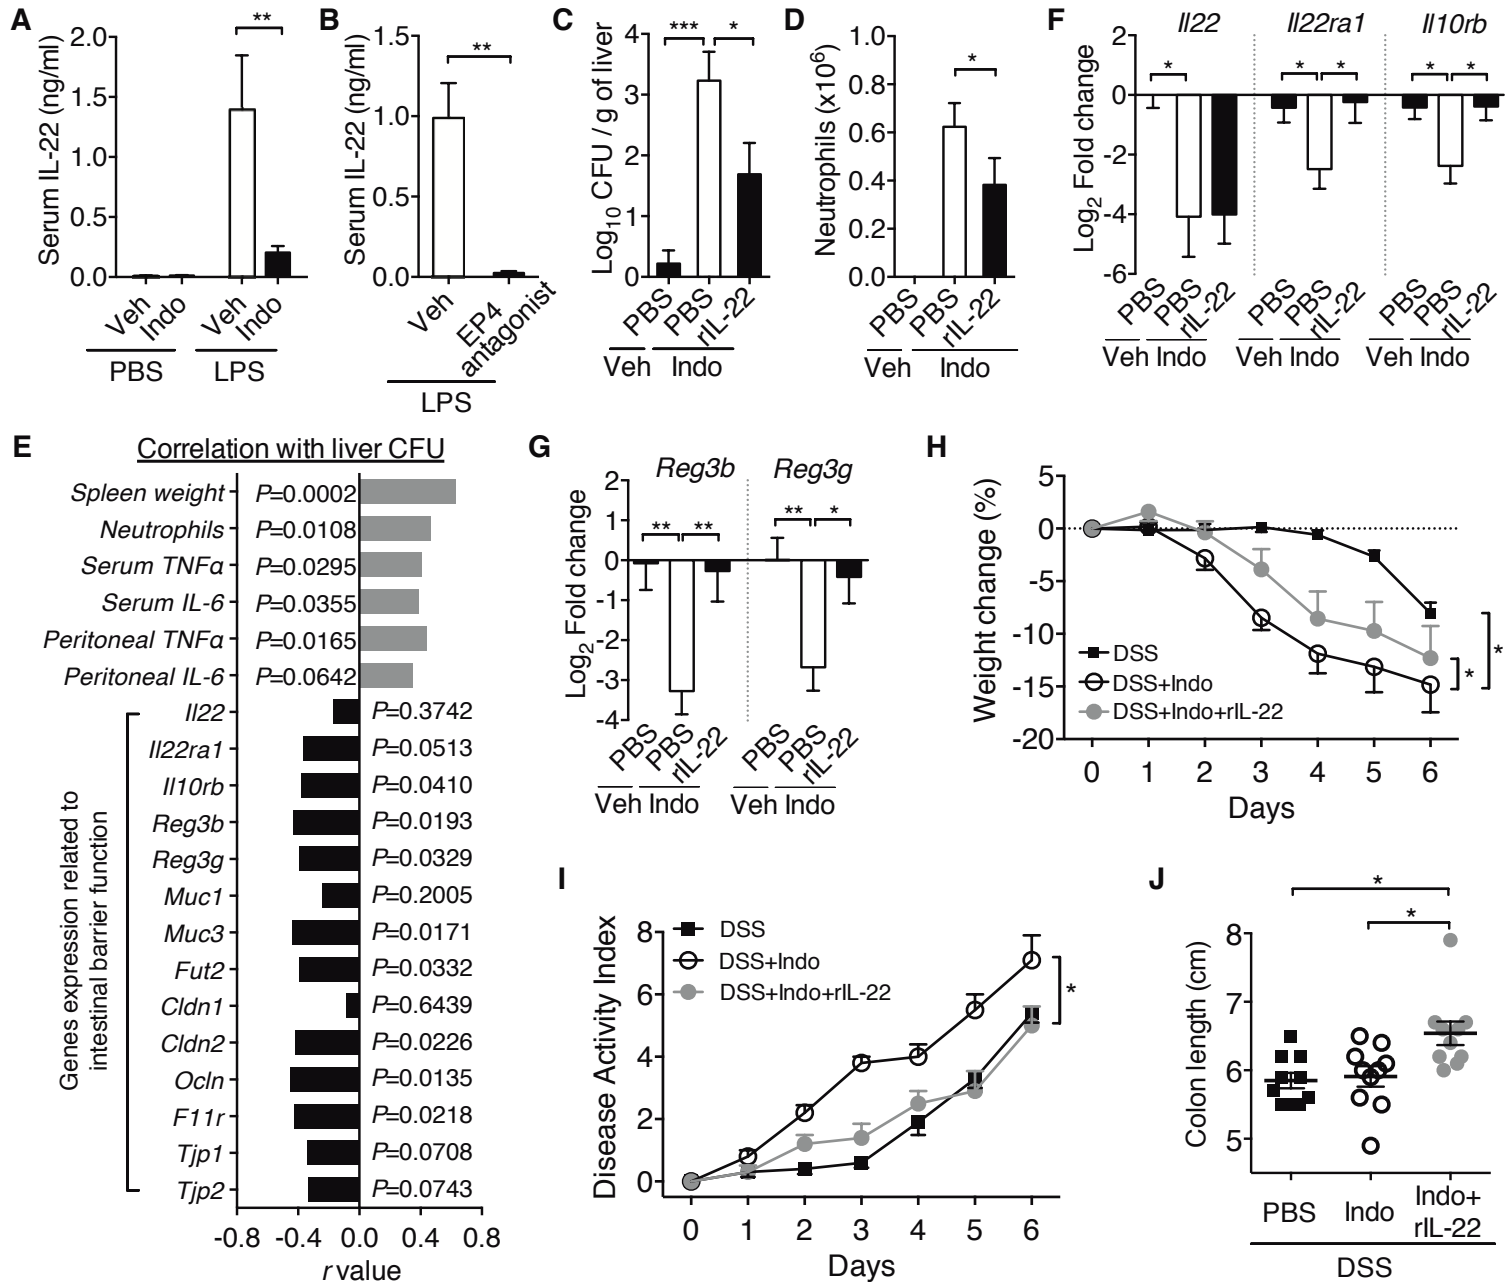 A
Serum IL-22 (ng/ml)
2.0
1.5
1.0
0.5
0.0
**
Veh
Indo
Veh
Indo
PBS
LPS
B
Serum IL-22 (ng/ml)
1.5
1.0
0.5
0.0
**
Veh
EP4
antagonist
LPS
C
Log10 CFU / g of liver
4
3
2
1
0
***
*
PBS
PBS
rIL-22
Veh
Indo
D
Neutrophils (x10^6)
1.0
0.8
0.6
0.4
0.2
0.0
*
PBS
PBS
rIL-22
Veh
Indo
F
Il22
Il22ra1
Il10rb
Log2 Fold change
2
0
-2
-4
-6
*
*
*
*
*
PBS
PBS
rIL-22
PBS
PBS
rIL-22
PBS
PBS
rIL-22
Veh Indo
Veh Indo
Veh Indo
E
Correlation with liver CFU
Spleen weight P=0.0002
Neutrophils P=0.0108
Serum TNFα P=0.0295
Serum IL-6 P=0.0355
Peritoneal TNFα P=0.0165
Peritoneal IL-6 P=0.0642
Genes expression related to
intestinal barrier function
Il22 P=0.3742
Il22ra1 P=0.0513
Il10rb P=0.0410
Reg3b P=0.0193
Reg3g P=0.0329
Muc1 P=0.2005
Muc3 P=0.0171
Fut2 P=0.0332
Cldn1 P=0.6439
Cldn2 P=0.0226
Ocln P=0.0135
F11r P=0.0218
Tjp1 P=0.0708
Tjp2 P=0.0743
-0.8 -0.4 0.0 0.4 0.8
r value
G
Reg3b
Reg3g
Log2 Fold change
2
1
0
-1
-2
-3
-4
**
**
**
*
PBS
PBS
rIL-22
PBS
PBS
rIL-22
Veh Indo
Veh Indo
H
Weight change (%)
5
0
-5
-10
-15
-20
DSS
DSS+Indo
DSS+Indo+rIL-22
*
*
0 1 2 3 4 5 6
Days
I
Disease Activity Index
8
6
4
2
0
DSS
DSS+Indo
DSS+Indo+rIL-22
*
0 1 2 3 4 5 6
Days
J
Colon length (cm)
8
7
6
5
*
*
PBS
Indo
Indo+
rIL-22
DSS